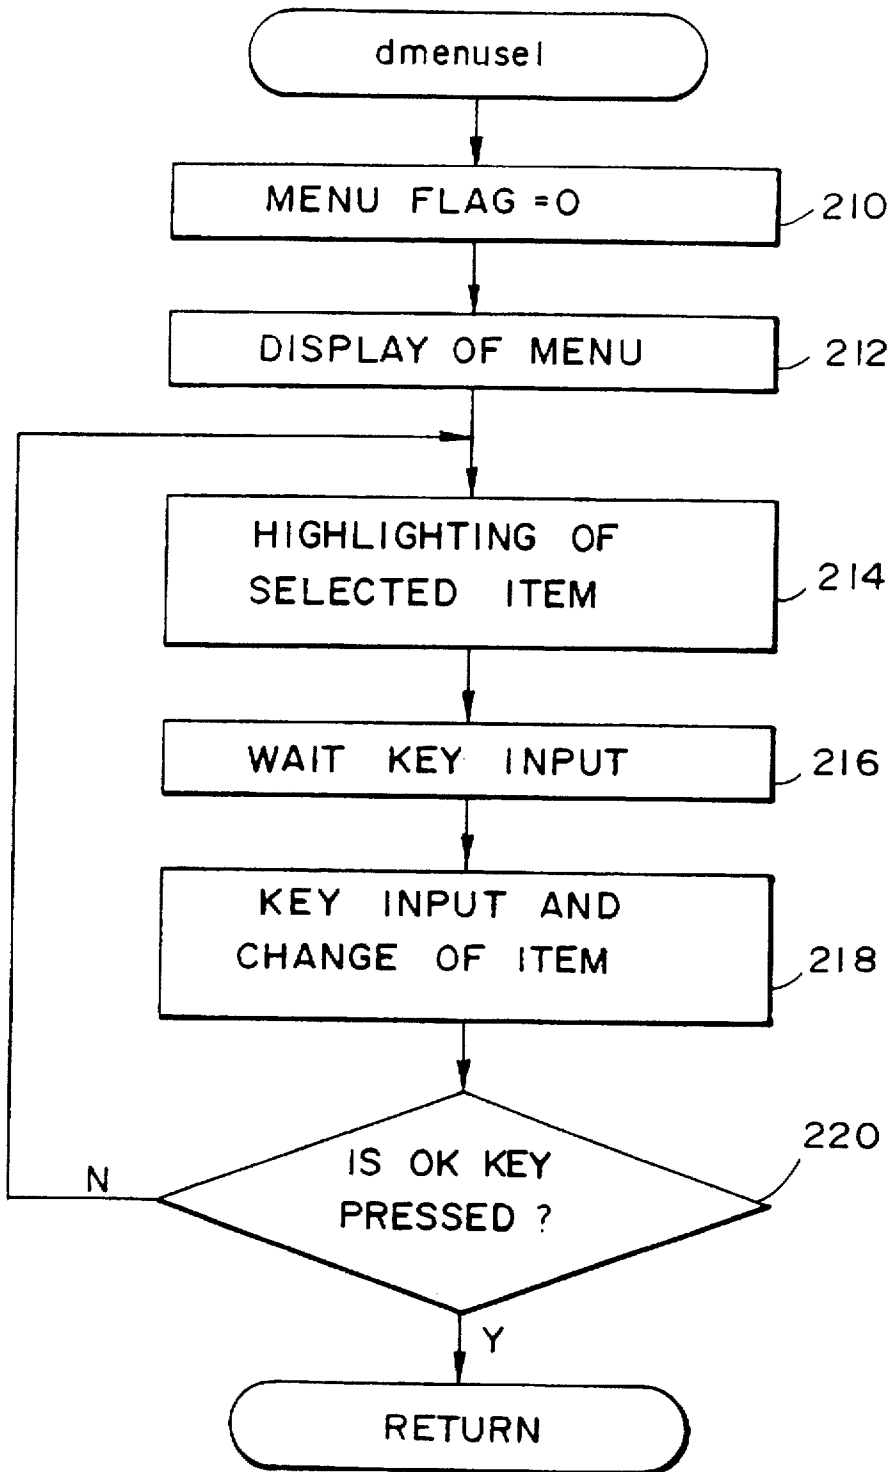 dmenusel
MENU FLAG = 0
210
DISPLAY OF MENU
212
HIGHLIGHTING OF
SELECTED ITEM
214
WAIT KEY INPUT
216
KEY INPUT AND
CHANGE OF ITEM
218
IS OK KEY
PRESSED ?
220
N
Y
RETURN